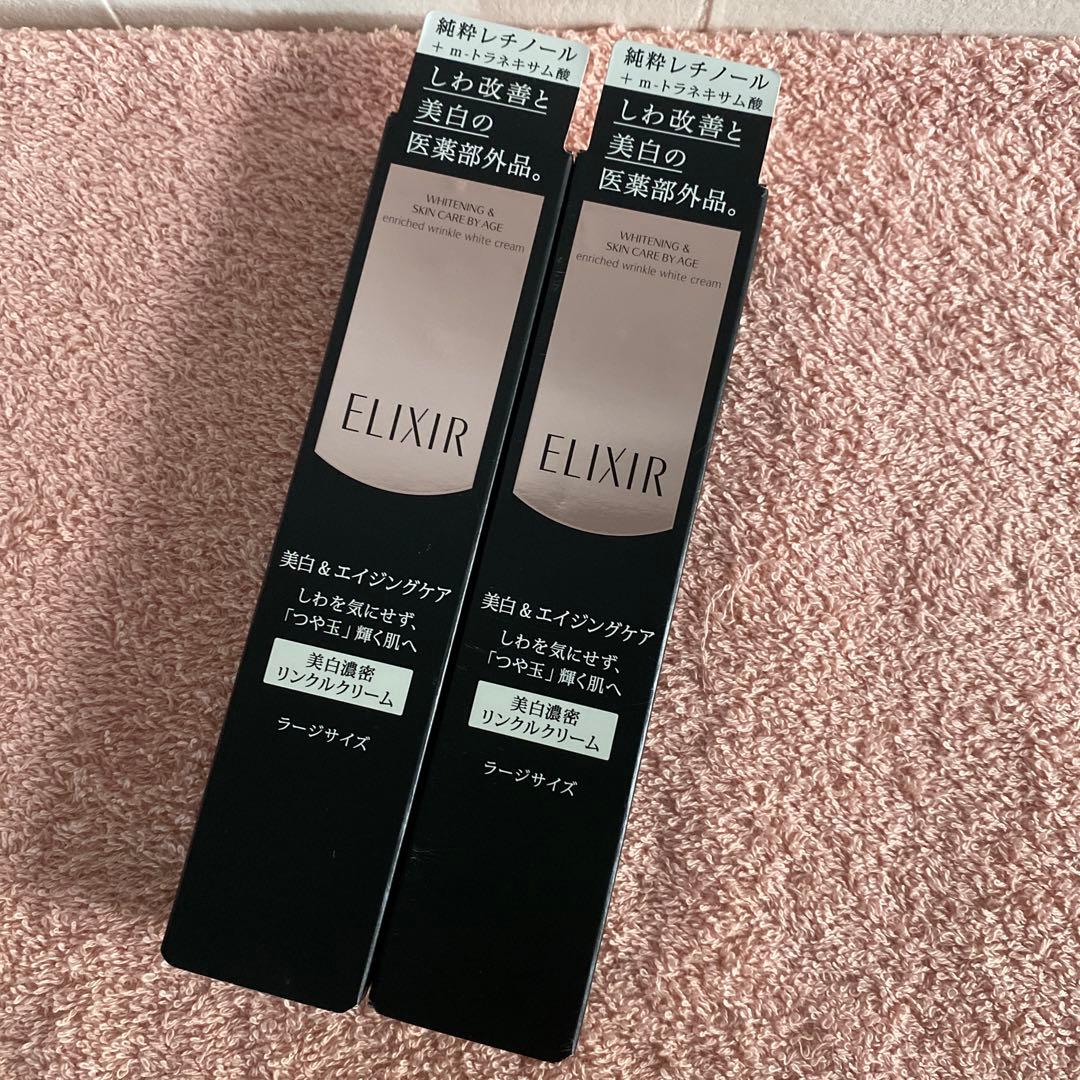 純粋レチノール
+ m-トラネキサム酸
しわ改善と
美白の
医薬部外品。
WHITENING &
SKIN CARE BY AGE
enriched wrinkle white cream
ELIXIR
美白&エイジングケア
しわを気にせず、
「つや玉」輝く肌へ
美白濃密
リンクルクリーム
ラージサイズ
純粋レチノール
+ m-トラネキサム酸
しわ改善と
美白の
医薬部外品。
WHITENING &
SKIN CARE BY AGE
enriched wrinkle white cream
ELIXIR
美白&エイジングケア
しわを気にせず、
「つや玉」輝く肌へ
美白濃密
リンクルクリーム
ラージサイズ